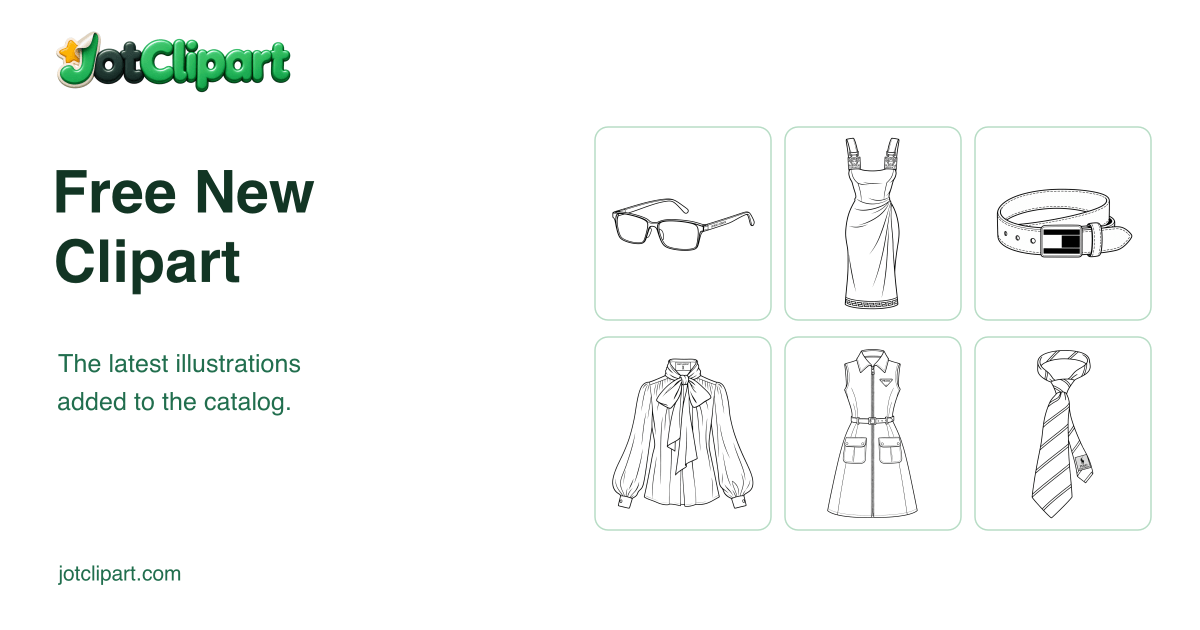 JotClipart
Free New
Clipart
The latest illustrations
added to the catalog.
jotclipart.com